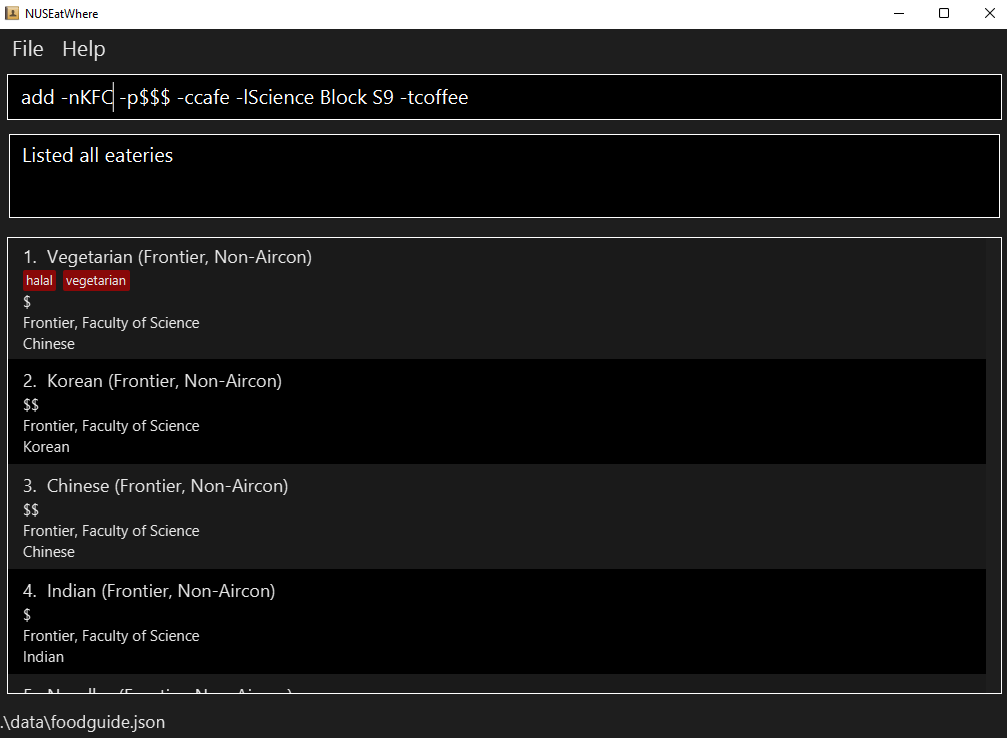 NUSEatWhere
File Help
add -nKFC -p$$$ -ccafe -lScience Block S9 -tcoffee
Listed all eateries
1. Vegetarian (Frontier, Non-Aircon)
halal vegetarian
$
Frontier, Faculty of Science
Chinese
2. Korean (Frontier, Non-Aircon)
$$
Frontier, Faculty of Science
Korean
3. Chinese (Frontier, Non-Aircon)
$$
Frontier, Faculty of Science
Chinese
4. Indian (Frontier, Non-Aircon)
$
Frontier, Faculty of Science
Indian
.\data\foodguide.json